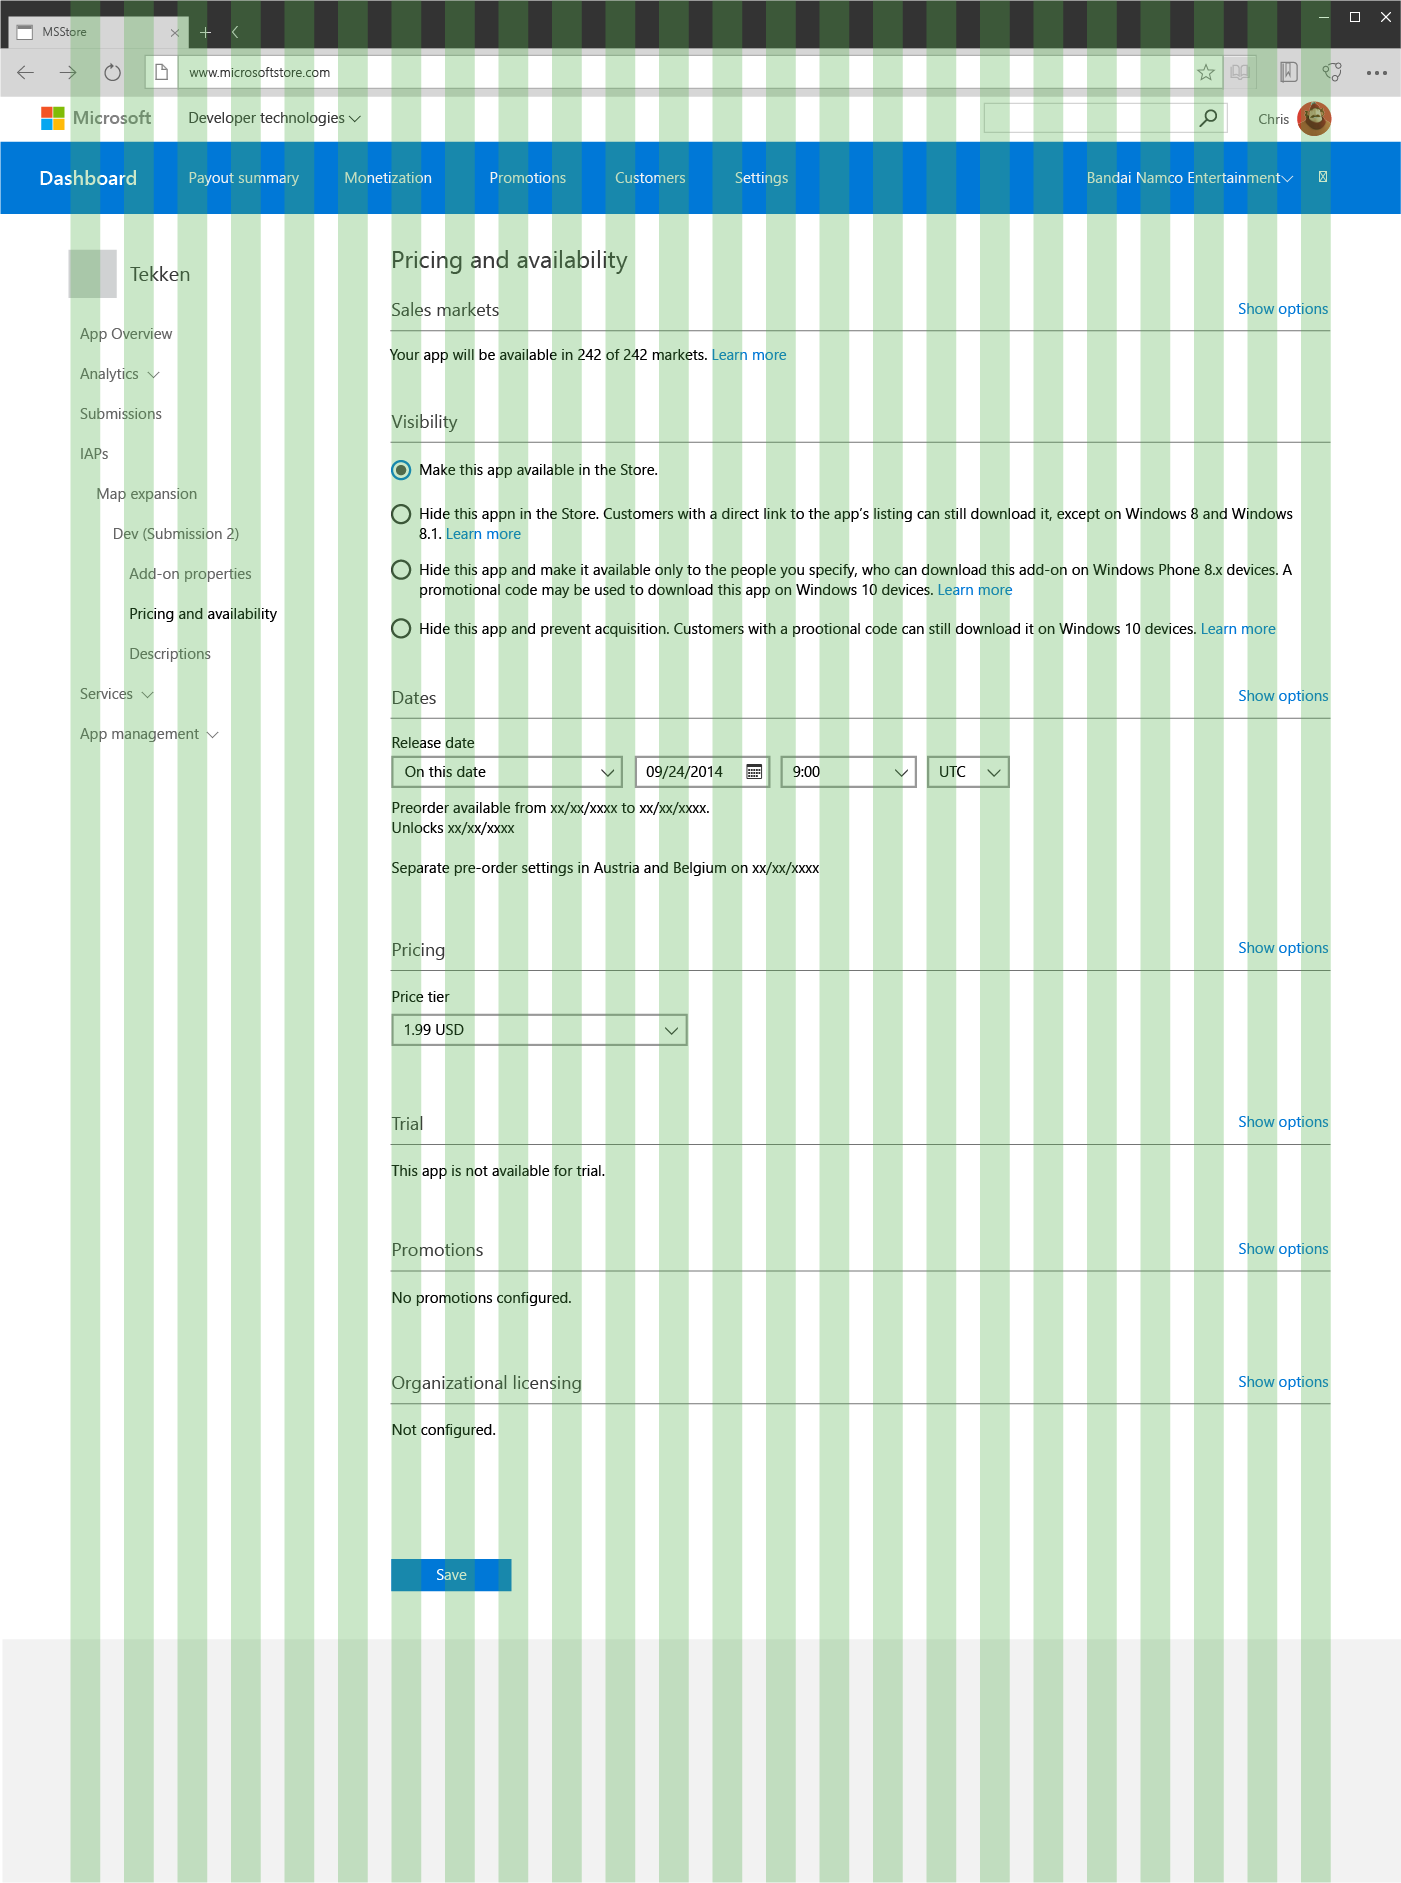 MSStore
www.microsoftstore.com
Microsoft
Developer technologies
Chris
Dashboard
Payout summary
Monetization
Promotions
Customers
Settings
Bandai Namco Entertainment
Tekken
App Overview
Analytics
Submissions
IAPs
Map expansion
Dev (Submission 2)
Add-on properties
Pricing and availability
Descriptions
Services
App management
Pricing and availability
Sales markets
Show options
Your app will be available in 242 of 242 markets. Learn more
Visibility
Make this app available in the Store.
Hide this appn in the Store. Customers with a direct link to the app's listing can still download it, except on Windows 8 and Windows
8.1. Learn more
Hide this app and make it available only to the people you specify, who can download this add-on on Windows Phone 8.x devices. A
promotional code may be used to download this app on Windows 10 devices. Learn more
Hide this app and prevent acquisition. Customers with a prootional code can still download it on Windows 10 devices. Learn more
Dates
Show options
Release date
On this date
09/24/2014
9:00
UTC
Preorder available from xx/xx/xxxx to xx/xx/xxxx.
Unlocks xx/xx/xxxx
Separate pre-order settings in Austria and Belgium on xx/xx/xxxx
Pricing
Show options
Price tier
1.99 USD
Trial
Show options
This app is not available for trial.
Promotions
Show options
No promotions configured.
Organizational licensing
Show options
Not configured.
Save